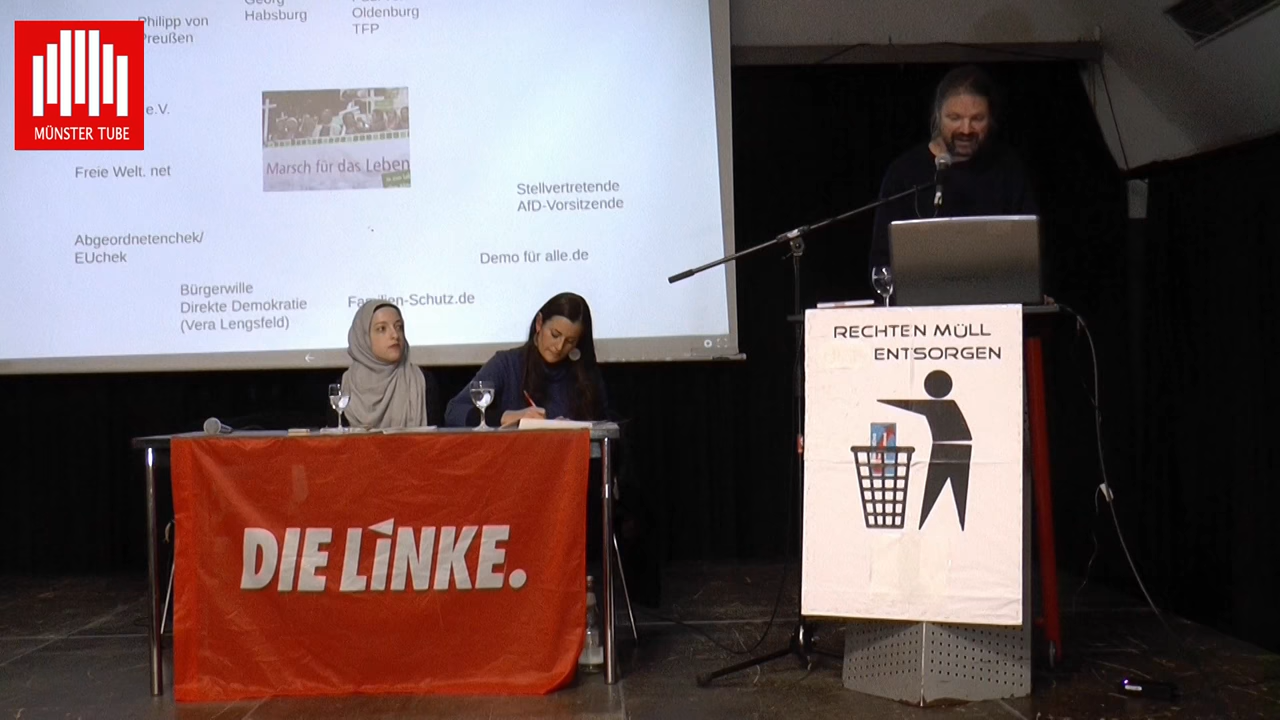 Georg
Habsburg
Oldenburg
TFP
Philipp von
Preußen
MÜNSTER TUBE
e.V.
Freie Welt. net
Marsch für das Leben
Stellvertretende
AfD-Vorsitzende
Abgeordnetenchek/
EUchek
Demo für alle.de
Bürgerwille
Direkte Demokratie
(Vera Lengsfeld)
Familien-Schutz.de
RECHTEN MÜLL
ENTSORGEN
DIE LINKE.